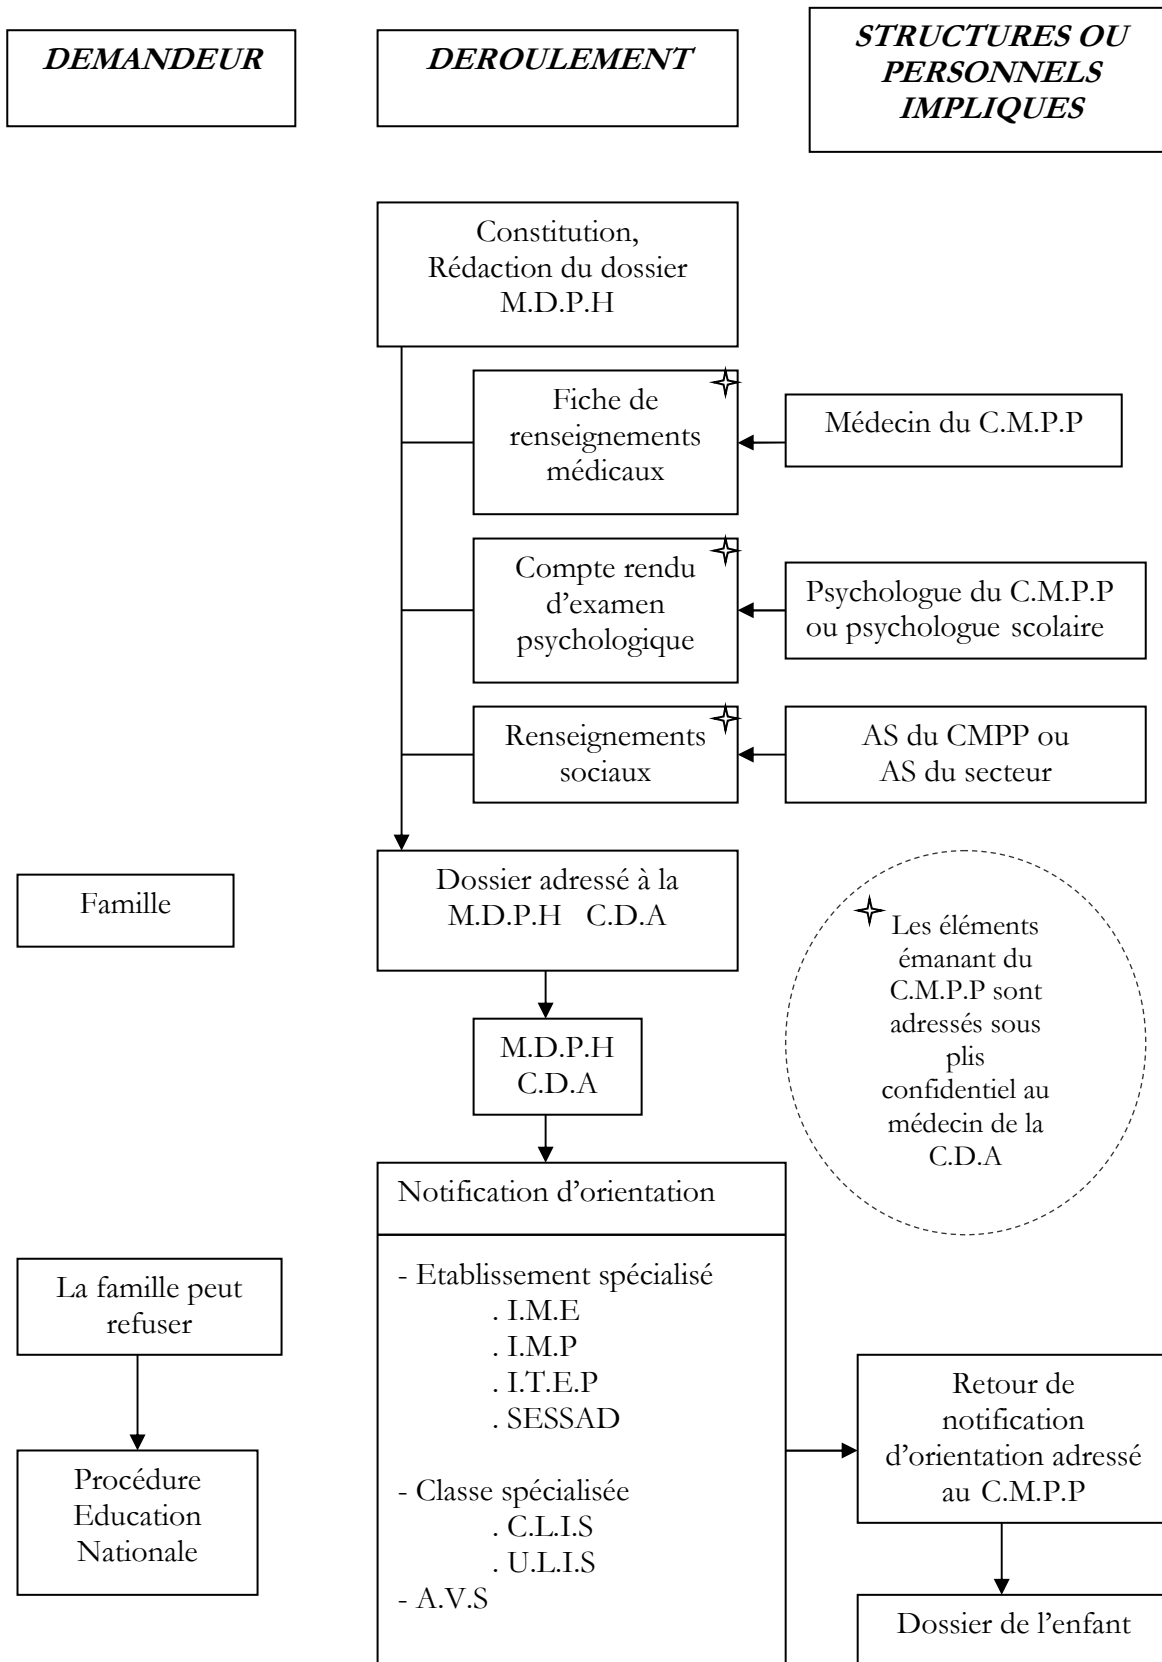 DEMANDEUR
DEROULEMENT
STRUCTURES OU
PERSONNELS
IMPLIQUES
Constitution,
Rédaction du dossier
M.D.P.H
Fiche de
renseignements
médicaux
Médecin du C.M.P.P
Compte rendu
d'examen
psychologique
Psychologue du C.M.P.P
ou psychologue scolaire
Renseignements
sociaux
AS du CMPP ou
AS du secteur
Famille
Dossier adressé à la
M.D.P.H C.D.A
Les éléments
émanant du
C.M.P.P sont
adressés sous
plis
confidentiel au
médecin de la
C.D.A
M.D.P.H
C.D.A
Notification d'orientation
- Etablissement spécialisé
. I.M.E
. I.M.P
. I.T.E.P
. SESSAD
- Classe spécialisée
. C.L.I.S
. U.L.I.S
- A.V.S
La famille peut
refuser
Procédure
Education
Nationale
Retour de
notification
d'orientation adressé
au C.M.P.P
Dossier de l'enfant